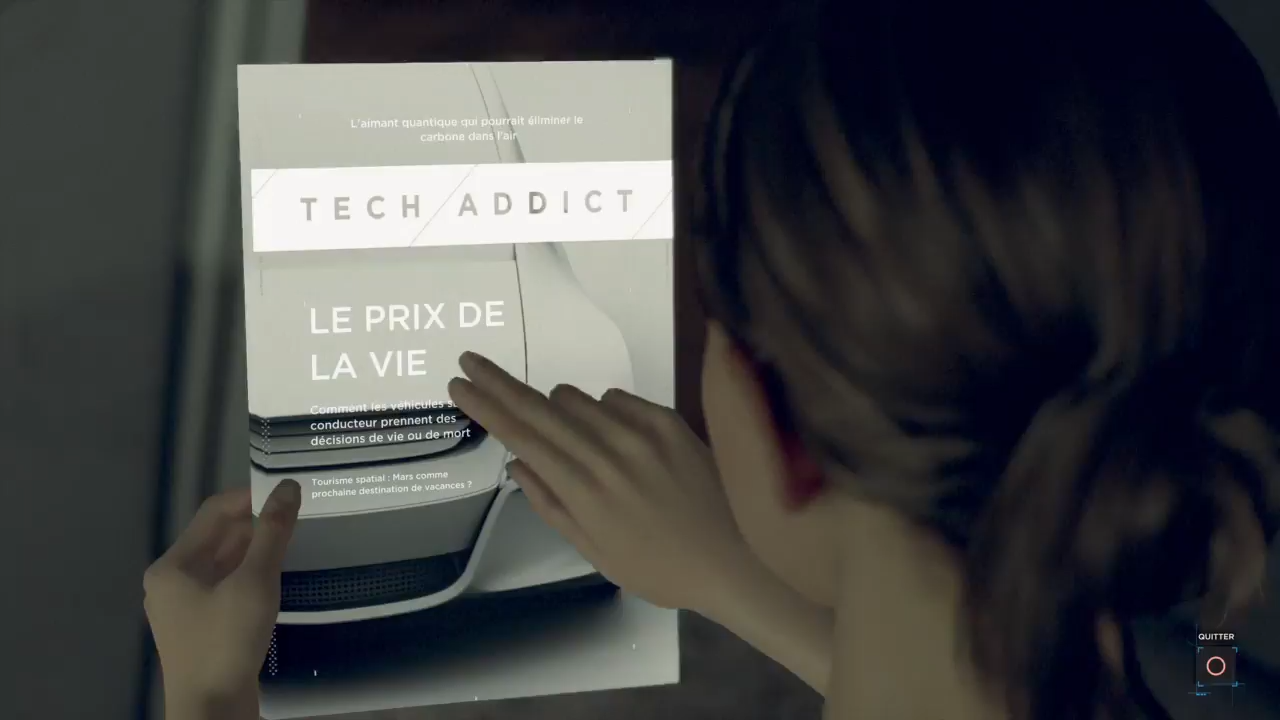 L'aimant quantique qui pourrait éliminer le
carbone dans l'air
TECH ADDICT
LE PRIX DE
LA VIE
Comment les véhicules
conducteur prennent des
décisions de vie ou de mort
Tourisme spatial : Mars comme
prochaine destination de vacances ?
QUITTER